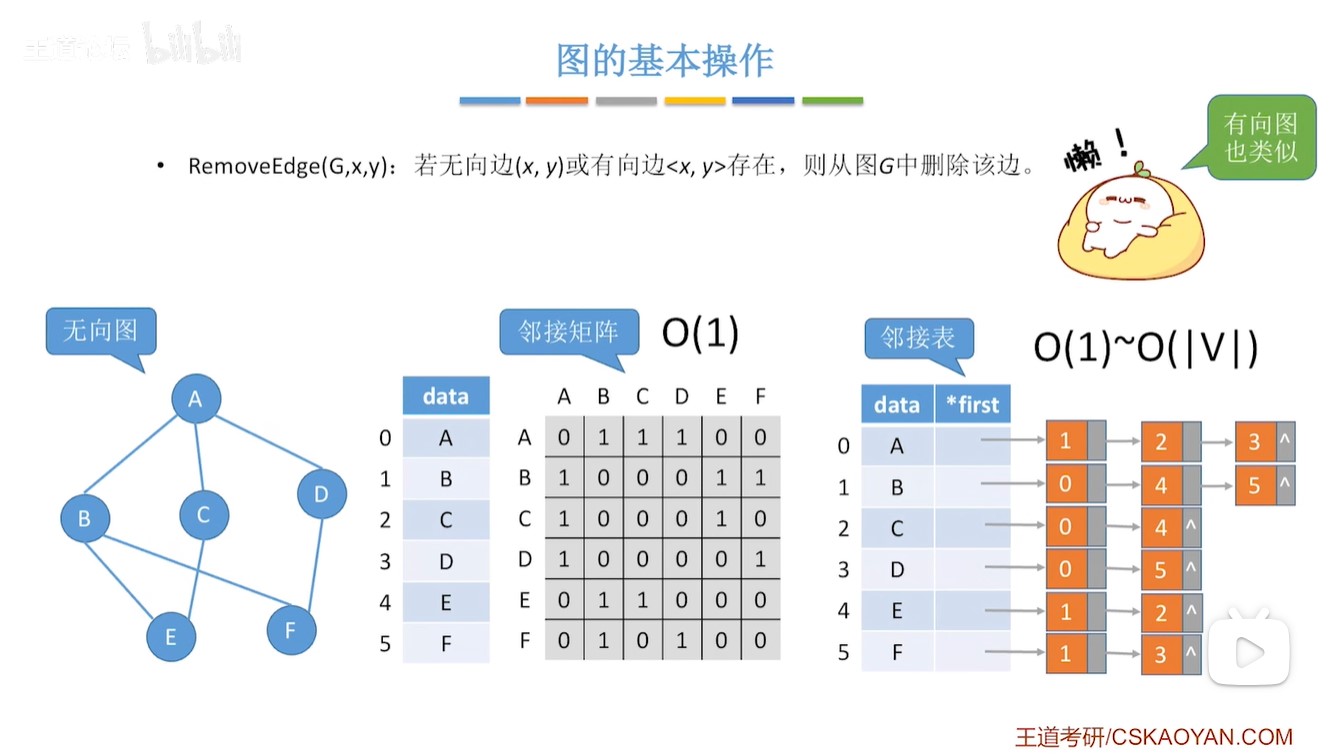 王道论坛 bilibili
图的基本操作
• RemoveEdge(G,x,y)：若无向边(x, y)或有向边<x, y>存在，则从图G中删除该边。
懒！
有向图
也类似
无向图
A
B
C
D
E
F
邻接矩阵 O(1)
data
0 A
1 B
2 C
3 D
4 E
5 F
A B C D E F
A 0 1 1 1 0 0
B 1 0 0 0 1 1
C 1 0 0 0 1 0
D 1 0 0 0 0 1
E 0 1 1 0 0 0
F 0 1 0 1 0 0
邻接表 O(1)~O(|V|)
data *first
0 A 1 2 3 ^
1 B 0 4 5 ^
2 C 0 4 ^
3 D 0 5 ^
4 E 1 2 ^
5 F 1 3 ^
王道考研/CSKAOYAN.COM